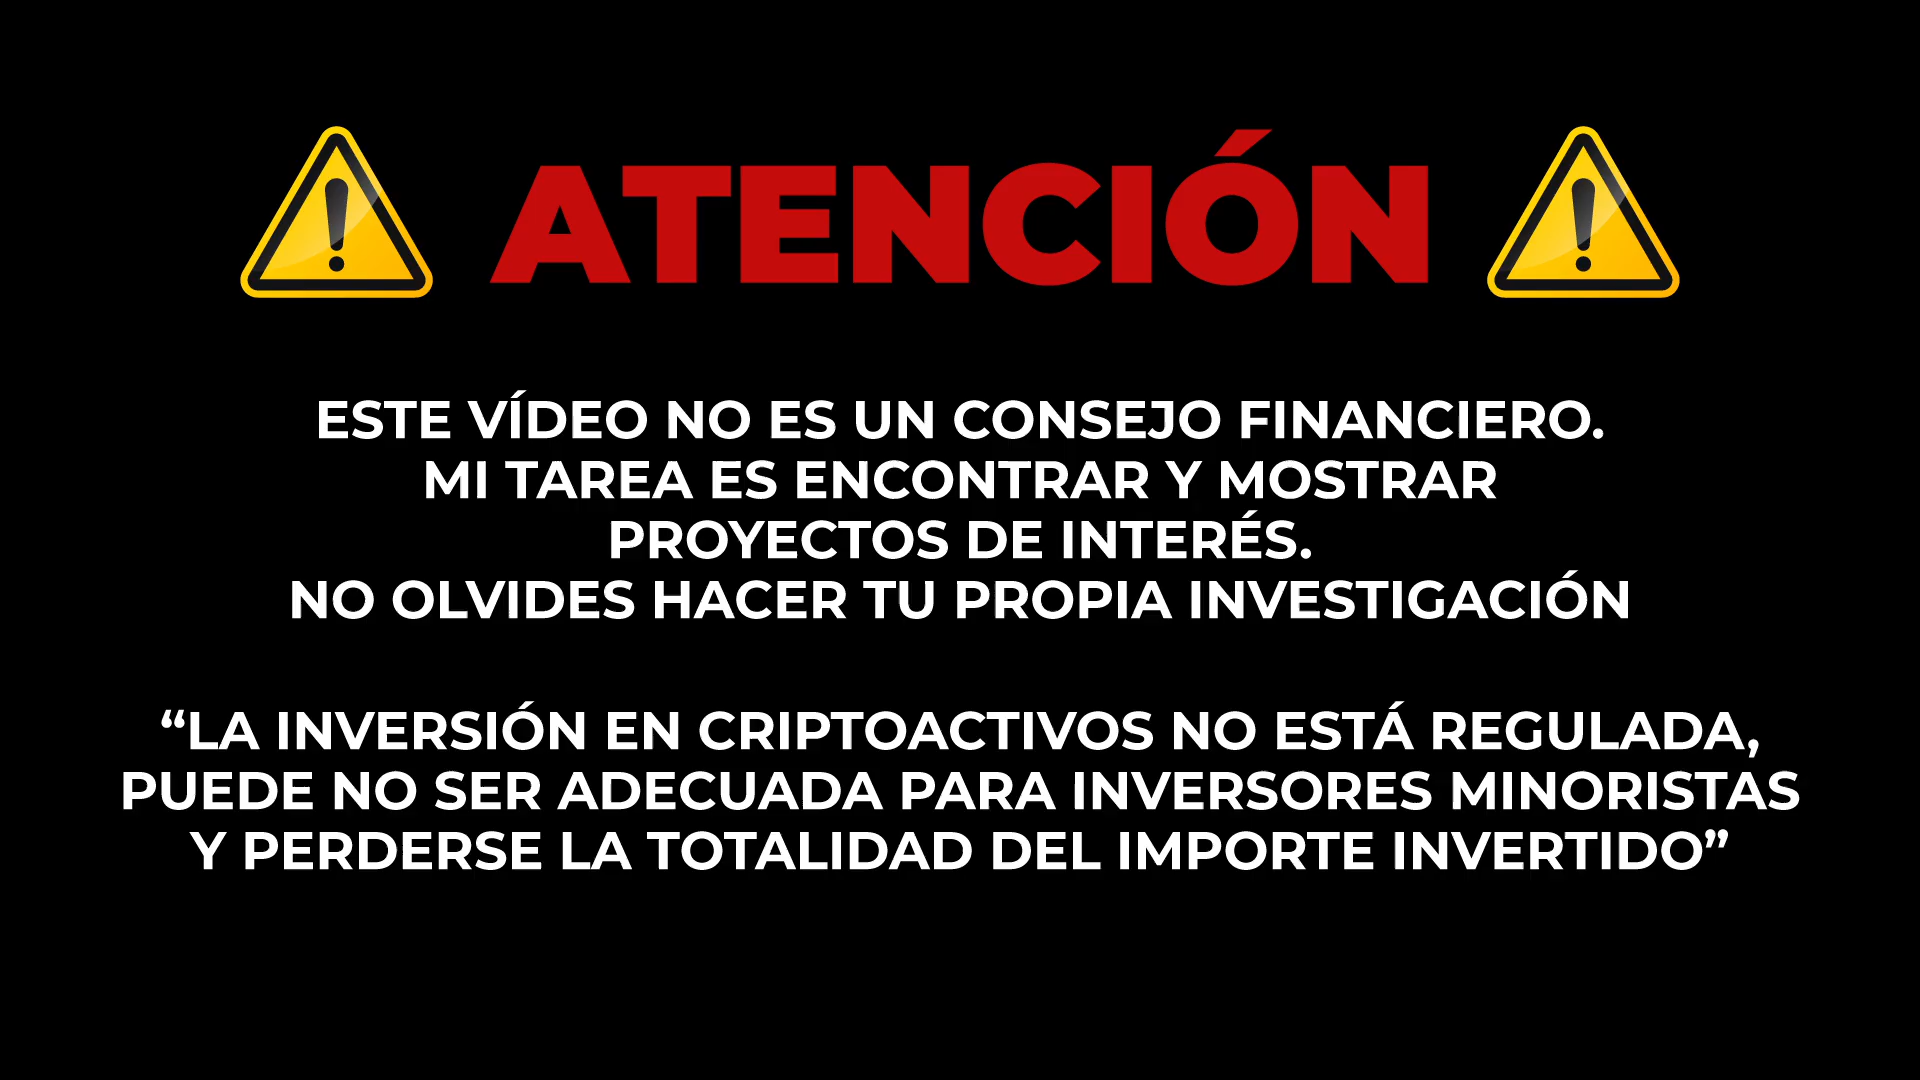 ATENCIÓN
ESTE VÍDEO NO ES UN CONSEJO FINANCIERO.
MI TAREA ES ENCONTRAR Y MOSTRAR
PROYECTOS DE INTERÉS.
NO OLVIDES HACER TU PROPIA INVESTIGACIÓN
“LA INVERSIÓN EN CRIPTOACTIVOS NO ESTÁ REGULADA,
PUEDE NO SER ADECUADA PARA INVERSORES MINORISTAS
Y PERDERSE LA TOTALIDAD DEL IMPORTE INVERTIDO”